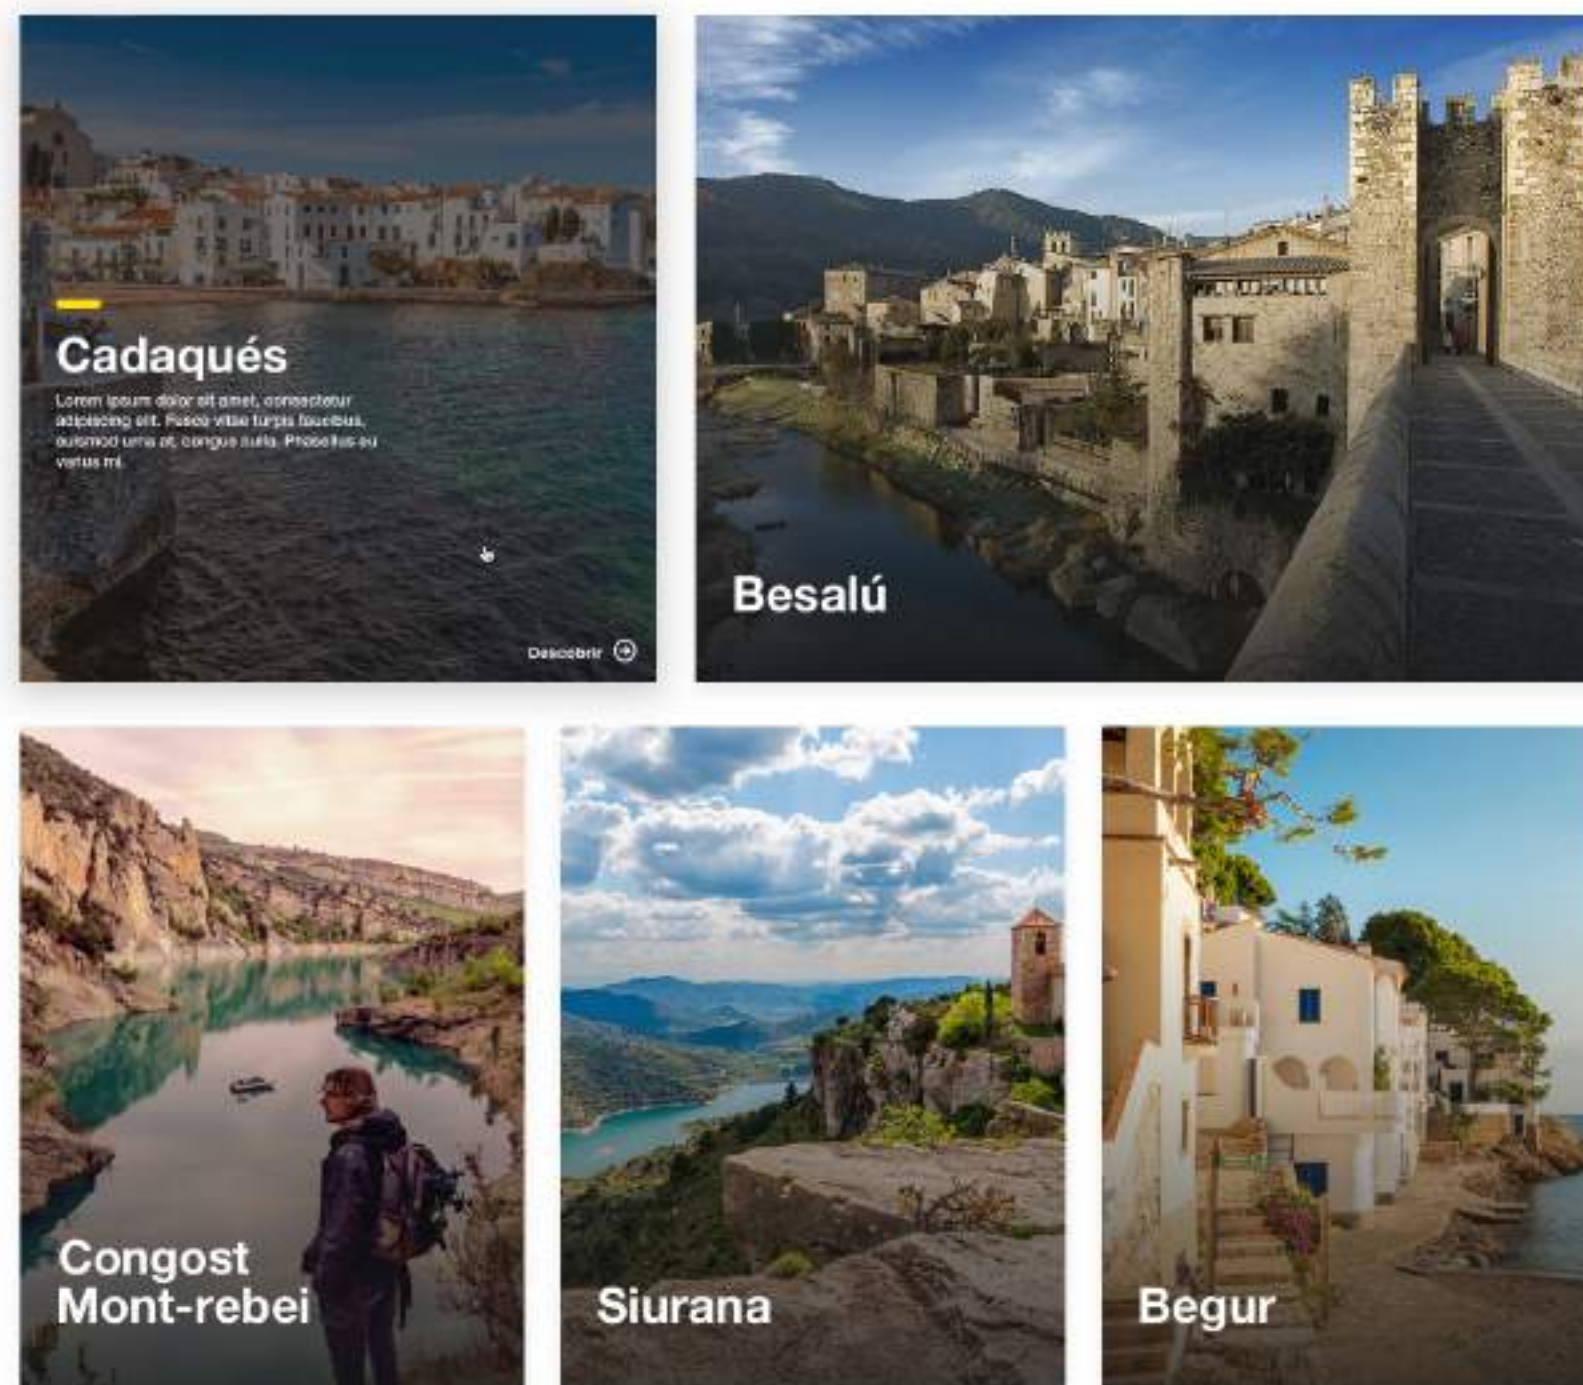 Cadaqués
Lorem ipsum dolor sit amet, consectetur
adipiscing elit. Fusce vitae turpis faucibus,
euismod urna at, congue nulla. Phasellus eu
varius mi.
Descobrir
Besalú
Congost
Mont-rebei
Siurana
Begur